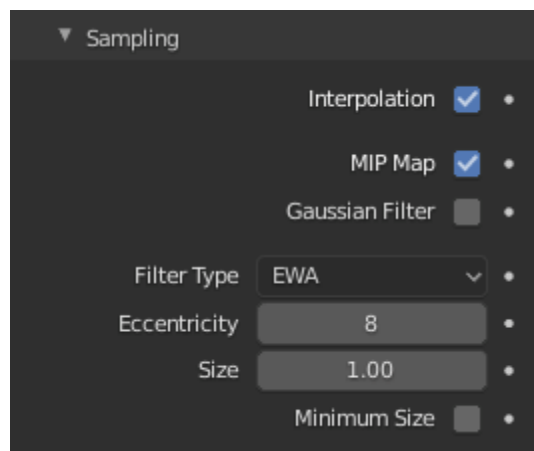 Sampling
Interpolation
MIP Map
Gaussian Filter
Filter Type EWA
Eccentricity 8
Size 1.00
Minimum Size